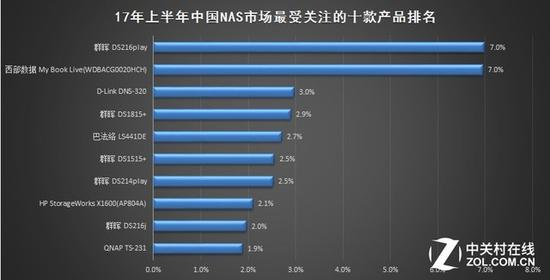 17年上半年中国NAS市场最受关注的十款产品排名
群晖 DS216play 7.0%
西部数据 My Book Live(WDBACG0020HCH) 7.0%
D-Link DNS-320 3.0%
群晖 DS1815+ 2.9%
巴法络 LS441DE 2.7%
群晖 DS1515+ 2.5%
群晖 DS214play 2.5%
HP StorageWorks X1600(AP804A) 2.1%
群晖 DS216j 2.0%
QNAP TS-231 1.9%
0.0% 1.0% 2.0% 3.0% 4.0% 5.0% 6.0% 7.0% 8.0%
Z
中关村在线
ZOL.COM.CN